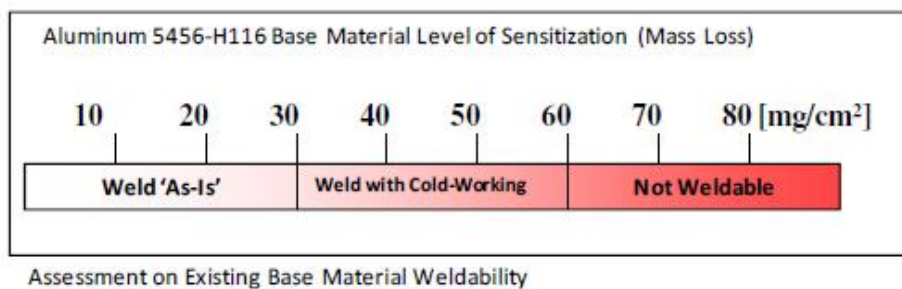 Aluminum 5456-H116 Base Material Level of Sensitization (Mass Loss)
10 20 30 40 50 60 70 80 [mg/cm²]
Weld ‘As-Is’ Weld with Cold-Working Not Weldable
Assessment on Existing Base Material Weldability